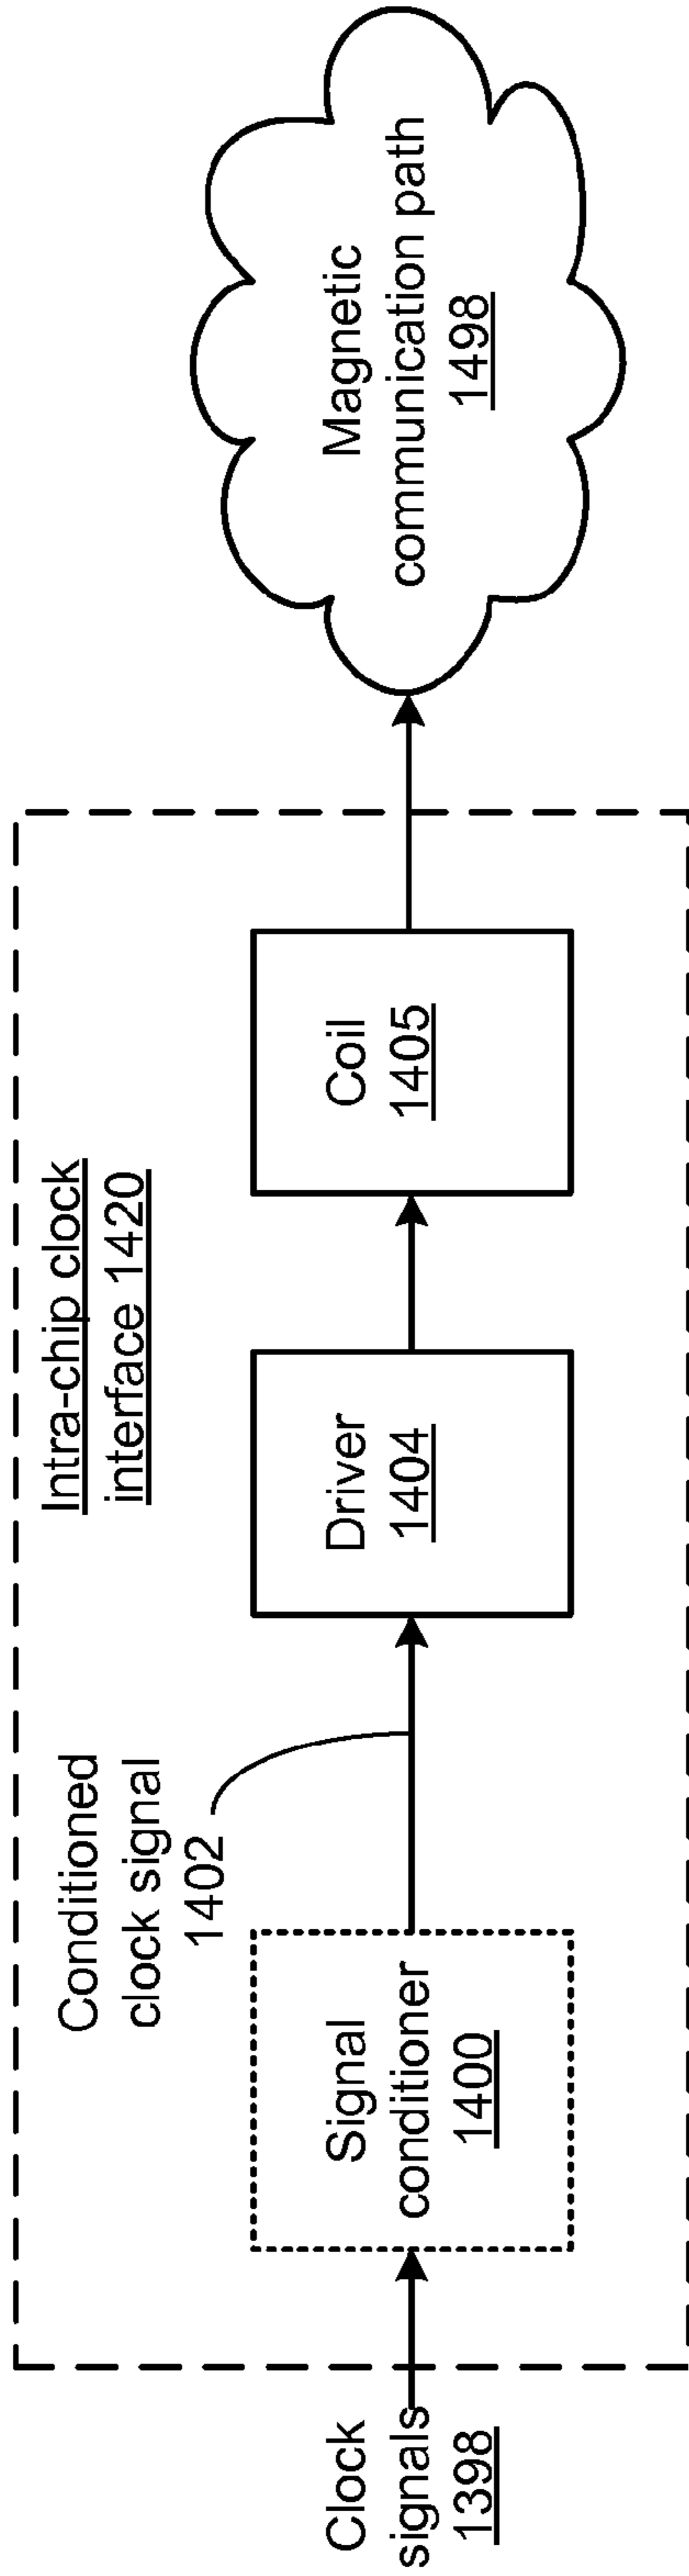 Clock
signals
1398
Intra-chip clock
interface 1420
Conditioned
clock signal
1402
Signal
conditioner
1400
Driver
1404
Coil
1405
Magnetic
communication path
1498